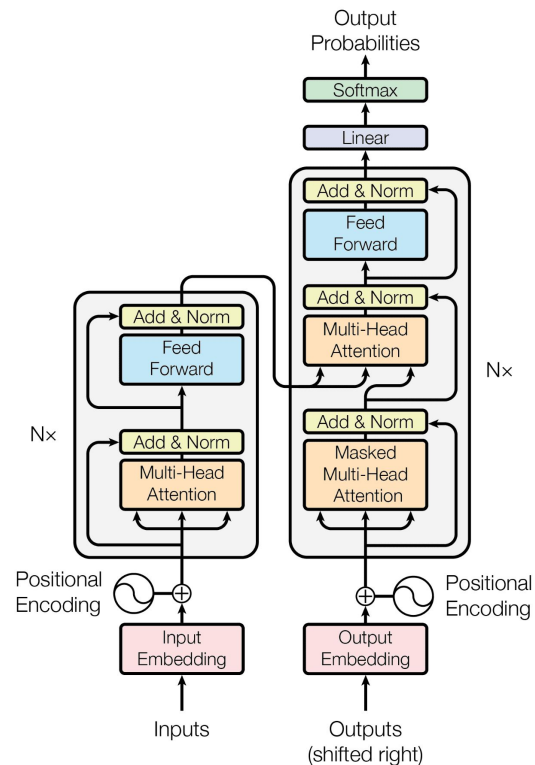 Output
Probabilities
Softmax
Linear
Add & Norm
Feed
Forward
Add & Norm
Multi-Head
Attention
N×
Add & Norm
Masked
Multi-Head
Attention
Add & Norm
Feed
Forward
N×
Add & Norm
Multi-Head
Attention
Positional
Encoding
Positional
Encoding
Input
Embedding
Output
Embedding
Inputs
Outputs
(shifted right)